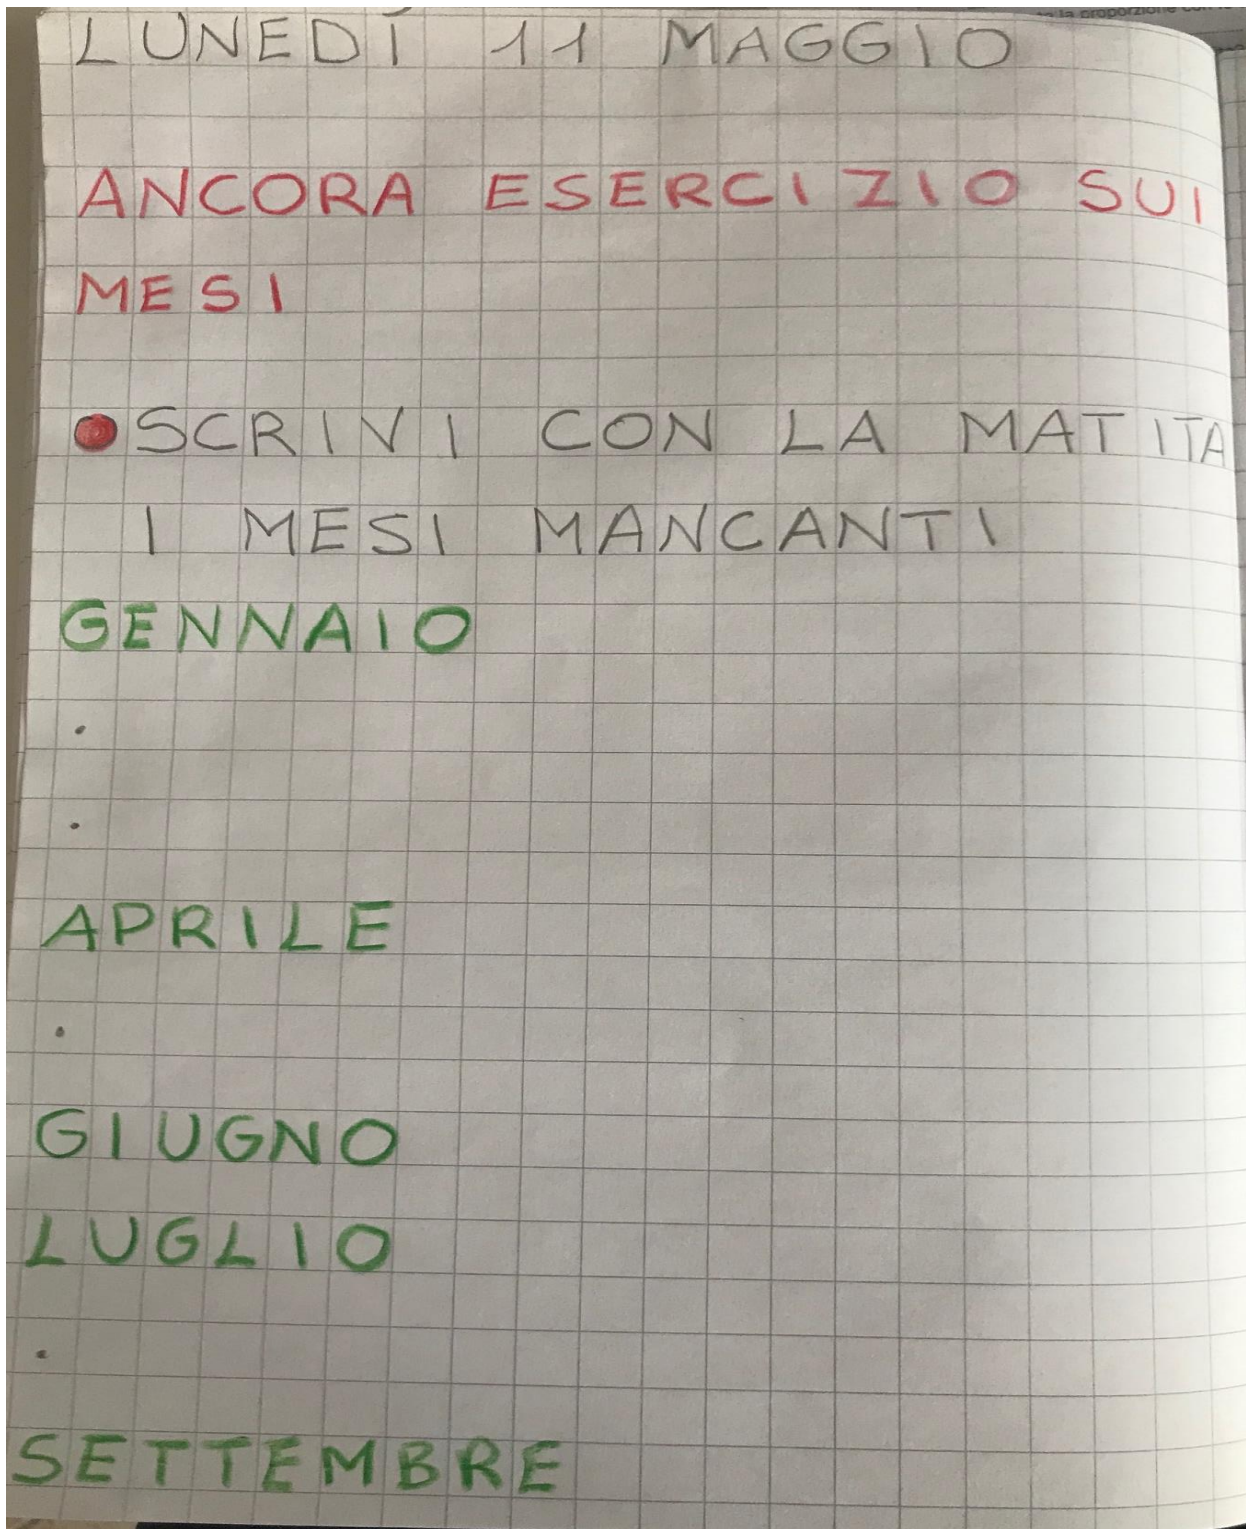 LUNEDÌ 11 MAGGIO
ANCORA ESERCIZIO SUI
MESI
SCRIVI CON LA MATITA
I MESI MANCANTI
GENNAIO
.
.
APRILE
.
GIUGNO
LUGLIO
.
SETTEMBRE